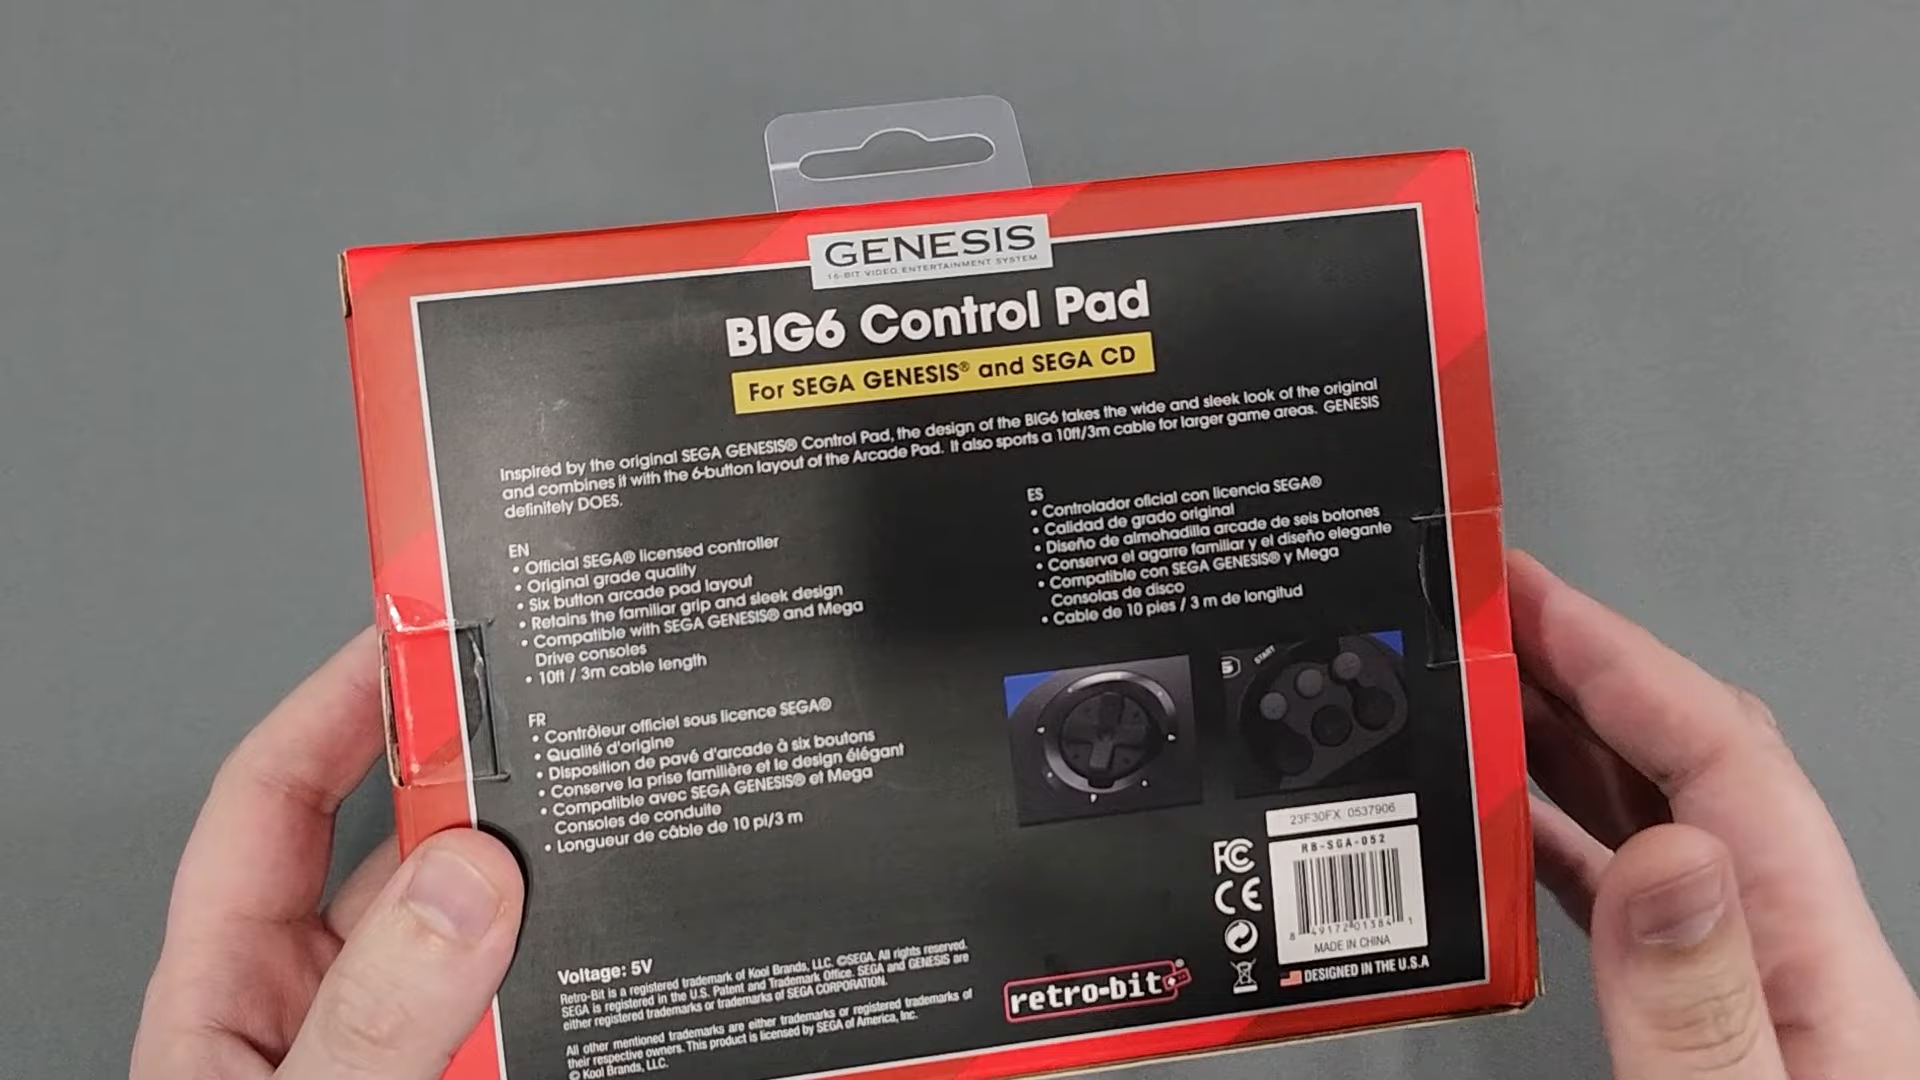 GENESIS
16-BIT VIDEO ENTERTAINMENT SYSTEM
BIG6 Control Pad
For SEGA GENESIS® and SEGA CD
Inspired by the original SEGA GENESIS® Control Pad, the design of the BIG6 takes the wide and sleek look of the original
and combines it with the 6-button layout of the Arcade Pad. It also sports a 10ft/3m cable for larger game areas. GENESIS
definitely DOES.
EN
• Official SEGA® licensed controller
• Original grade quality
• Six button arcade pad layout
• Retains the familiar grip and sleek design
• Compatible with SEGA GENESIS® and Mega
Drive consoles
• 10ft / 3m cable length
FR
• Contrôleur officiel sous licence SEGA®
• Qualité d'origine
• Disposition de pavé d'arcade à six boutons
• Conserve la prise familière et le design élégant
• Compatible avec SEGA GENESIS® et Mega
Consoles de conduite
• Longueur de câble de 10 pi/3 m
ES
• Controlador oficial con licencia SEGA®
• Calidad de grado original
• Diseño de almohadilla arcade de seis botones
• Conserva el agarre familiar y el diseño elegante
• Compatible con SEGA GENESIS® y Mega
Consolas de disco
• Cable de 10 pies / 3 m de longitud
START
23F30FX 0537906
RB-SGA-052
8 49172 01384 1
MADE IN CHINA
DESIGNED IN THE U.S.A
FC
CE
retro-bit®
Voltage: 5V
Retro-Bit is a registered trademark of Kool Brands, LLC. ©SEGA. All rights reserved.
SEGA is registered in the U.S. Patent and Trademark Office. SEGA and GENESIS are
either registered trademarks or trademarks of SEGA CORPORATION.
All other mentioned trademarks are either trademarks or registered trademarks of
their respective owners. This product is licensed by SEGA of America, Inc.
© Kool Brands, LLC.